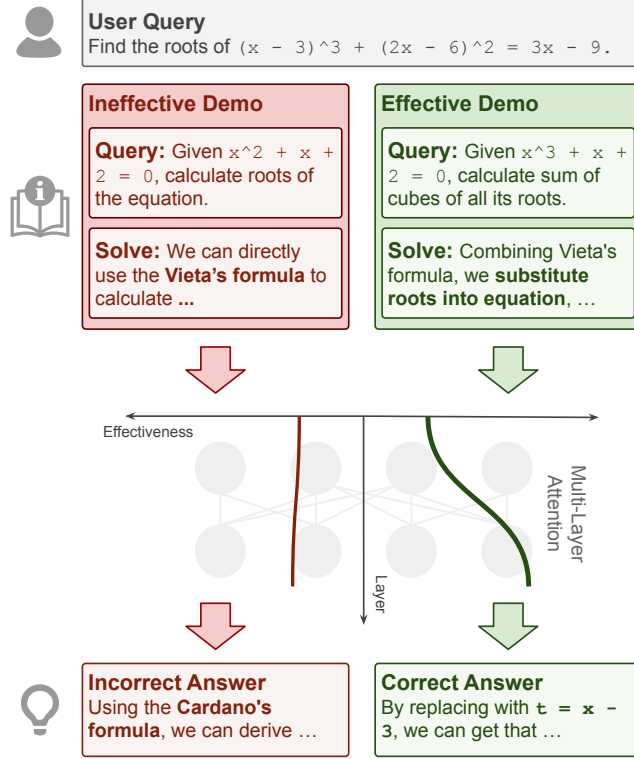 User Query
Find the roots of (x - 3)^3 + (2x - 6)^2 = 3x - 9.
Ineffective Demo
Query: Given x^2 + x +
2 = 0, calculate roots of
the equation.
Solve: We can directly
use the Vieta's formula to
calculate ...
Effective Demo
Query: Given x^3 + x +
2 = 0, calculate sum of
cubes of all its roots.
Solve: Combining Vieta's
formula, we substitute
roots into equation, …
Effectiveness
Multi-Layer
Attention
Layer
Incorrect Answer
Using the Cardano's
formula, we can derive …
Correct Answer
By replacing with t = x -
3, we can get that …